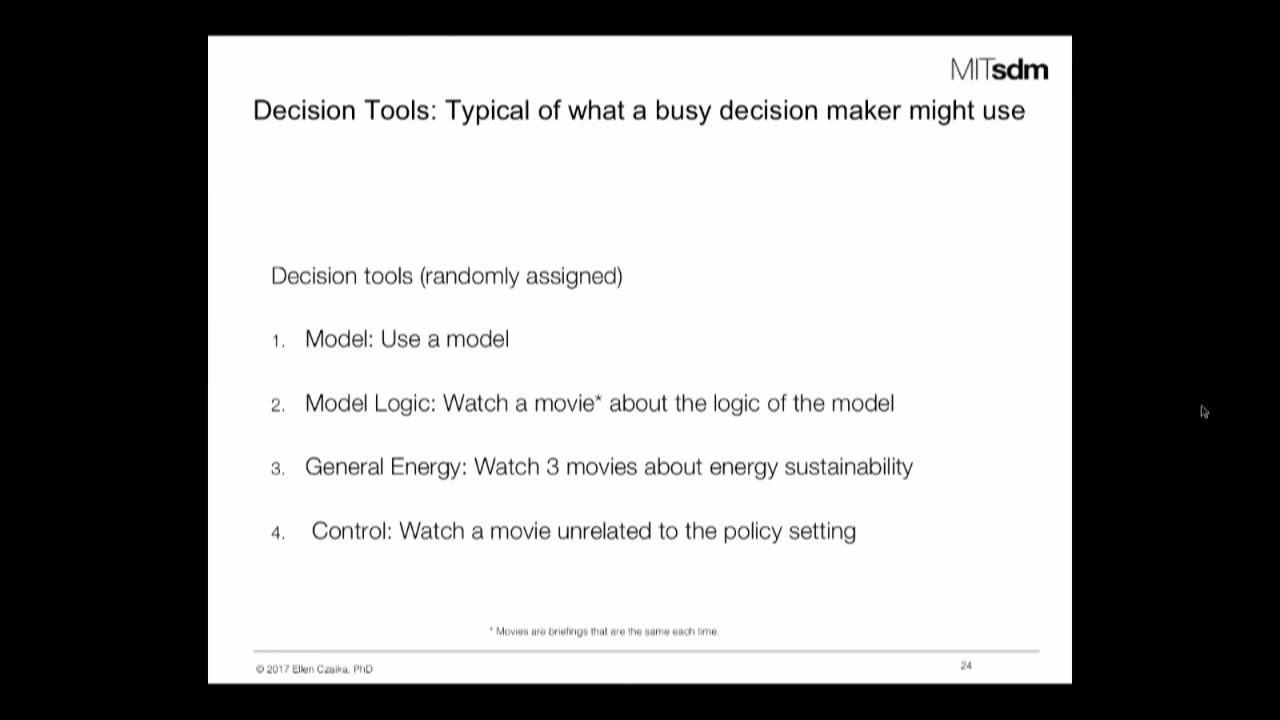 MITsdm
Decision Tools: Typical of what a busy decision maker might use
Decision tools (randomly assigned)
1. Model: Use a model
2. Model Logic: Watch a movie* about the logic of the model
3. General Energy: Watch 3 movies about energy sustainability
4. Control: Watch a movie unrelated to the policy setting
* Movies are briefings that are the same each time.
© 2017 Ellen Czaika, PhD
24